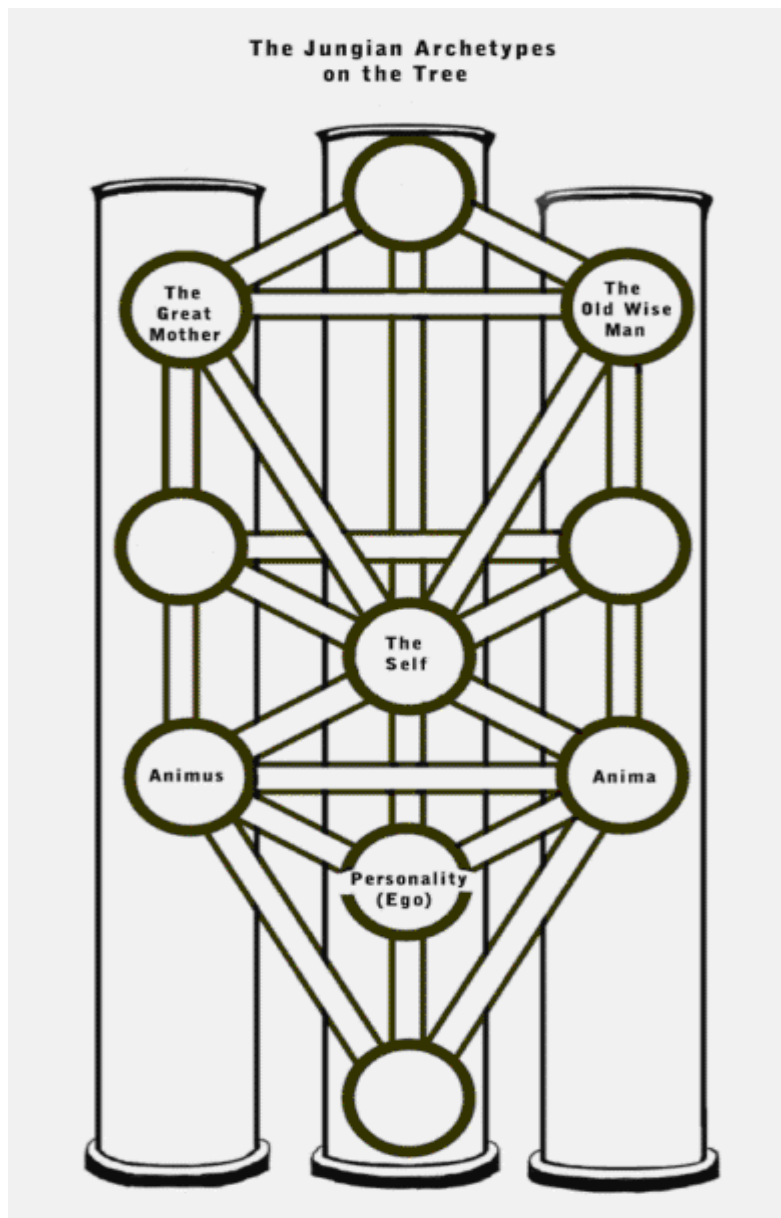 The Jungian Archetypes
on the Tree
The
Great
Mother
The
Old Wise
Man
The
Self
Animus
Anima
Personality
(Ego)